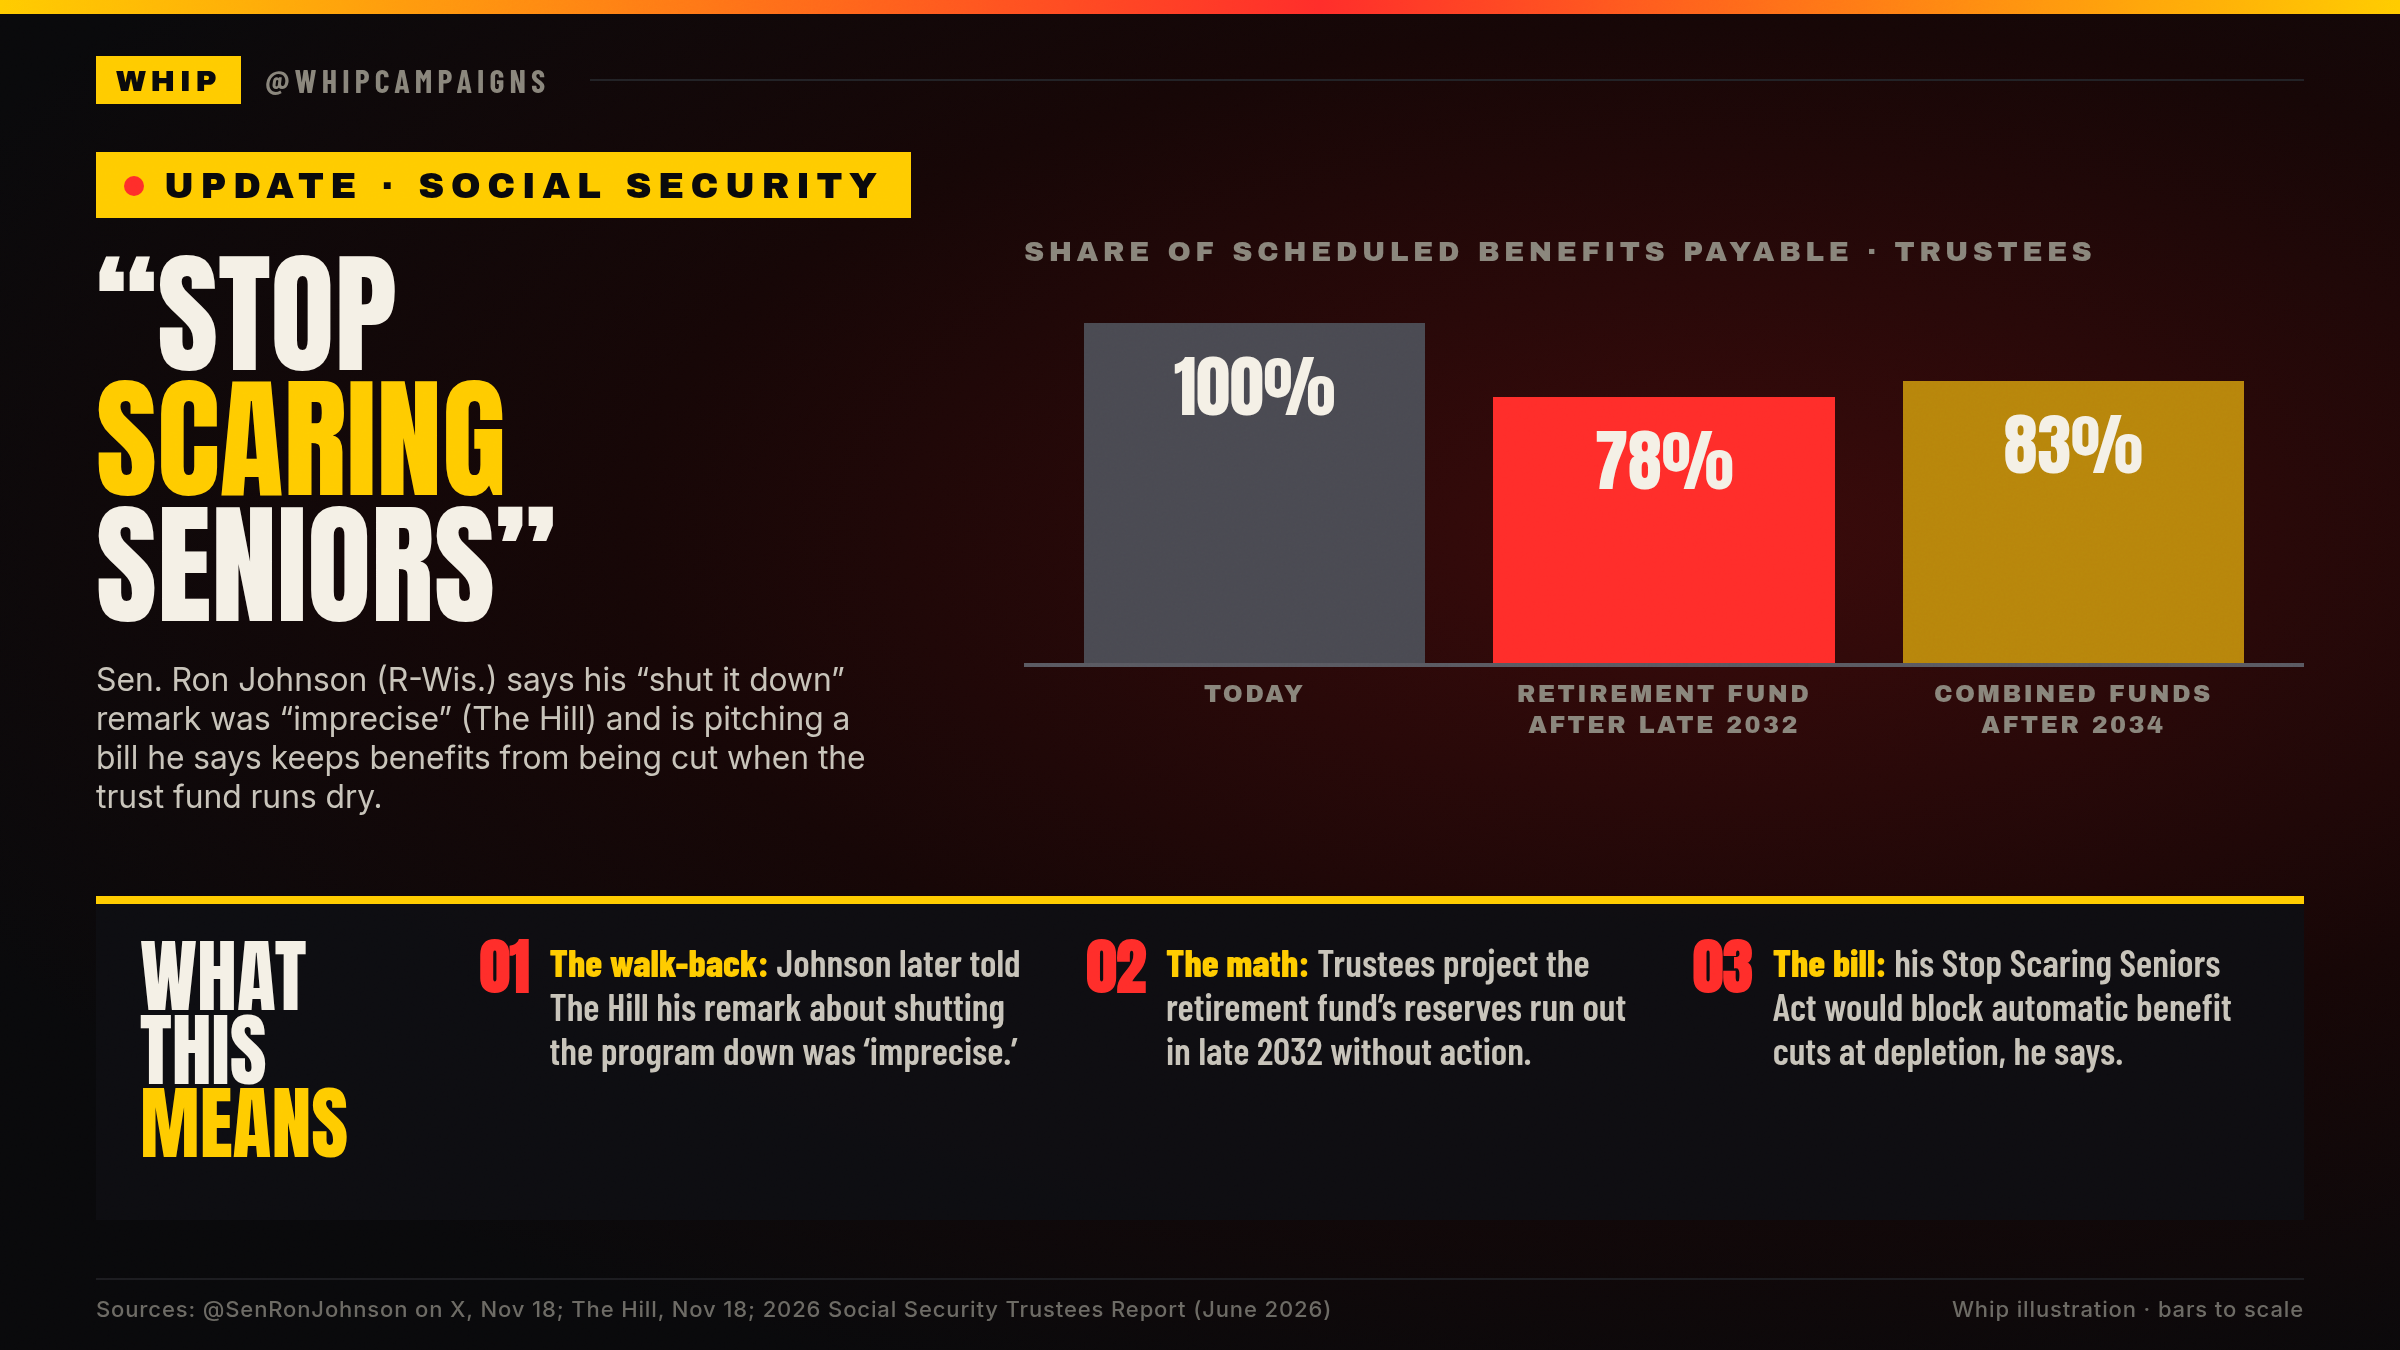 WHIP @WHIPCAMPAIGNS
UPDATE · SOCIAL SECURITY
“STOP
SCARING
SENIORS”
Sen. Ron Johnson (R-Wis.) says his “shut it down”
remark was “imprecise” (The Hill) and is pitching a
bill he says keeps benefits from being cut when the
trust fund runs dry.
SHARE OF SCHEDULED BENEFITS PAYABLE · TRUSTEES
100%
78%
83%
TODAY
RETIREMENT FUND
AFTER LATE 2032
COMBINED FUNDS
AFTER 2034
WHAT
THIS
MEANS
01 The walk-back: Johnson later told
The Hill his remark about shutting
the program down was ‘imprecise.’
02 The math: Trustees project the
retirement fund’s reserves run out
in late 2032 without action.
03 The bill: his Stop Scaring Seniors
Act would block automatic benefit
cuts at depletion, he says.
Sources: @SenRonJohnson on X, Nov 18; The Hill, Nov 18; 2026 Social Security Trustees Report (June 2026)
Whip illustration · bars to scale